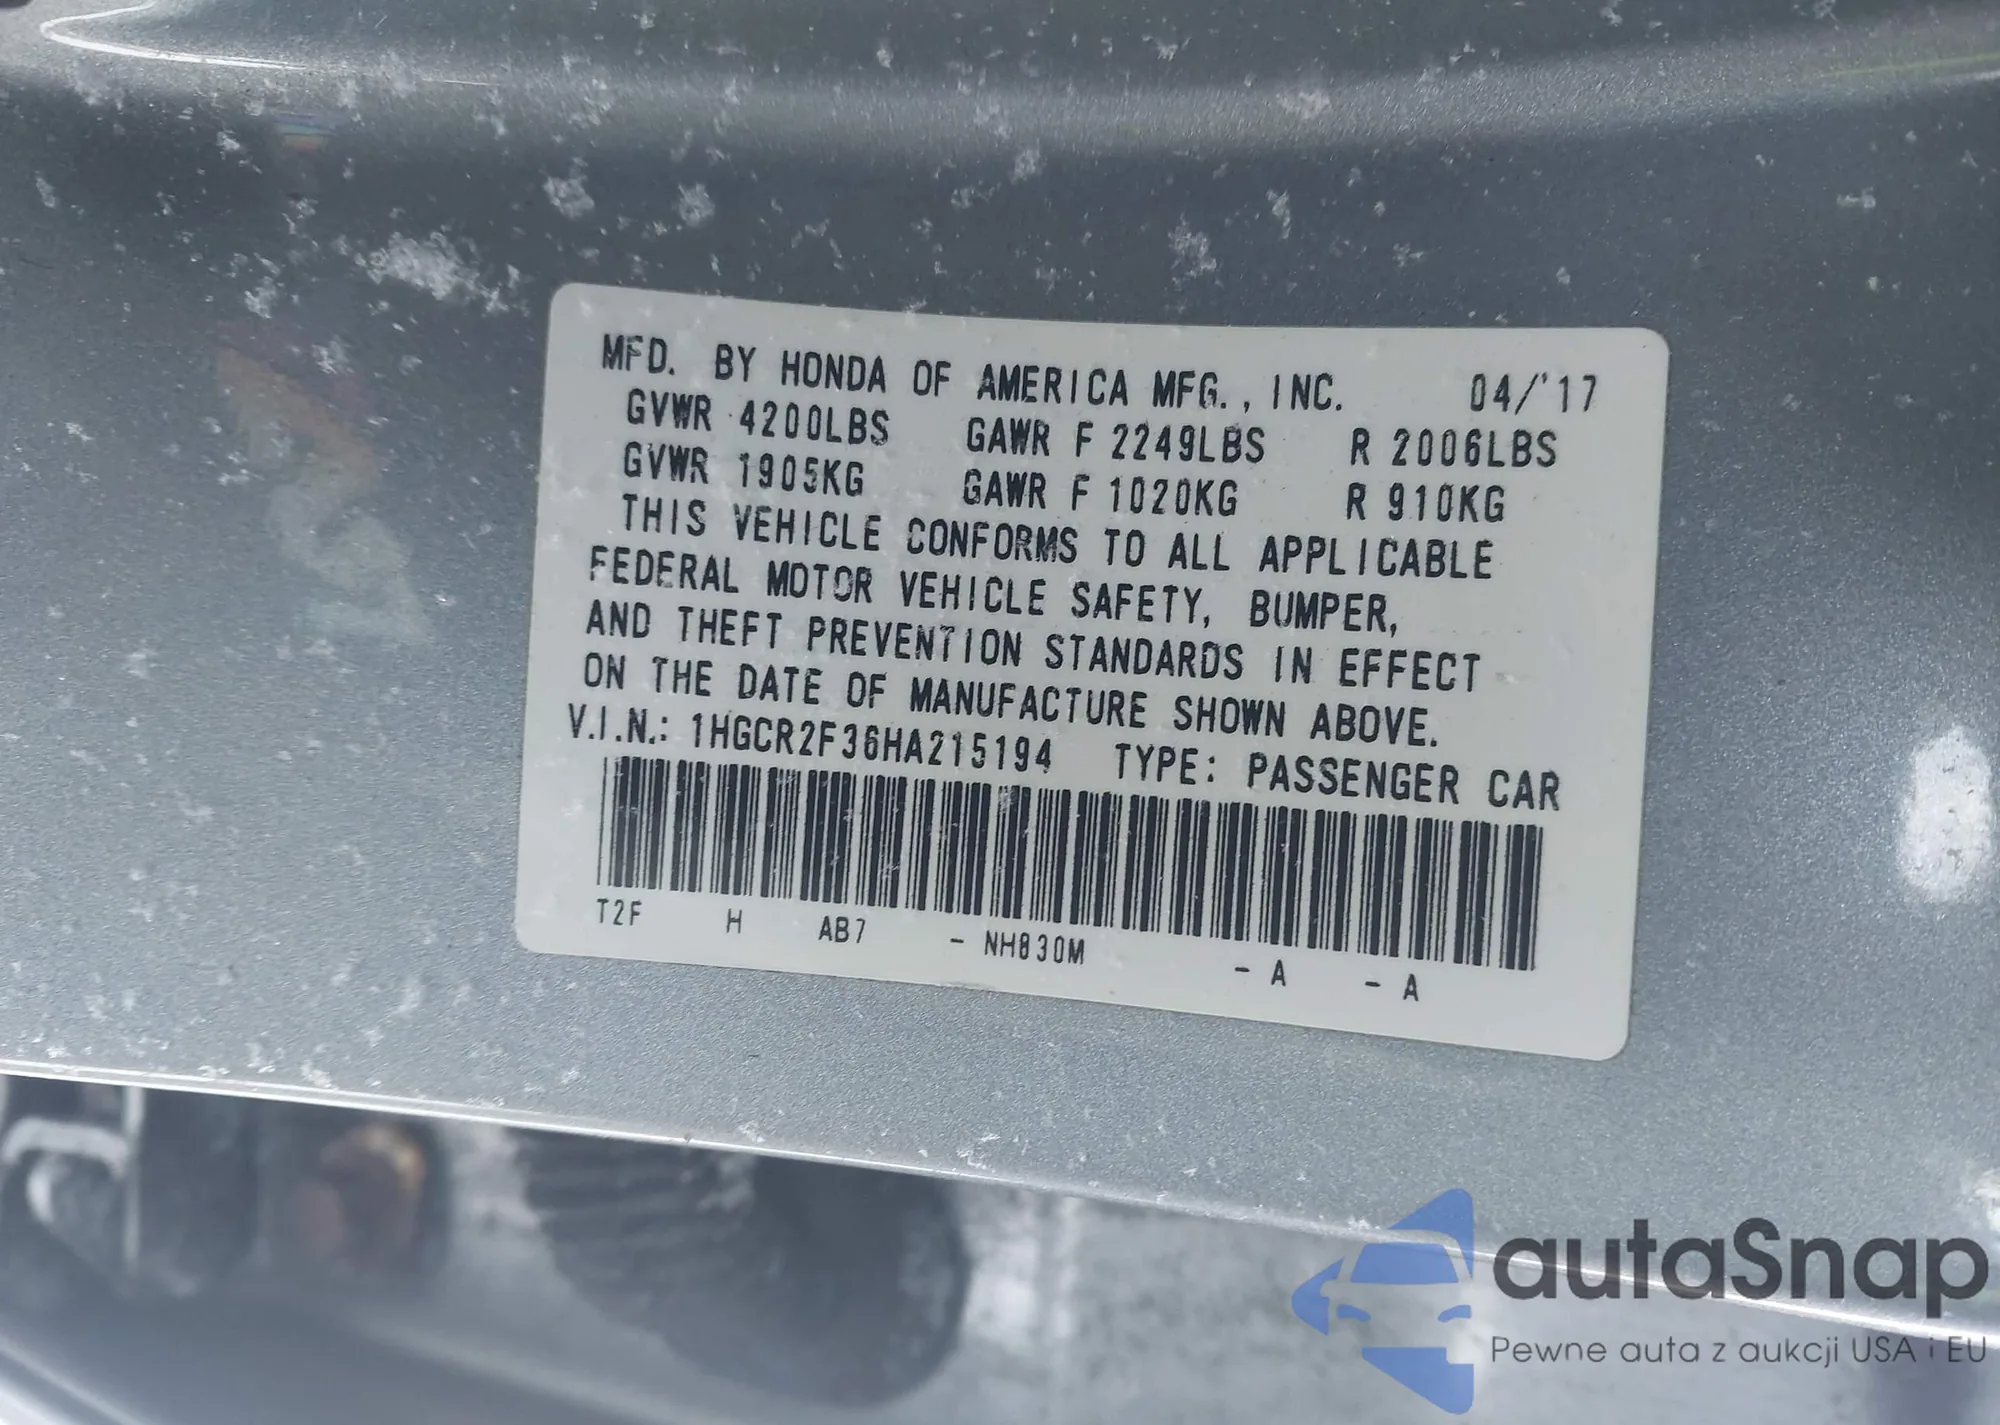 MFD. BY HONDA OF AMERICA MFG., INC. 04/'17
GVWR 4200LBS GAWR F 2249LBS R 2006LBS
GVWR 1905KG GAWR F 1020KG R 910KG
THIS VEHICLE CONFORMS TO ALL APPLICABLE
FEDERAL MOTOR VEHICLE SAFETY, BUMPER,
AND THEFT PREVENTION STANDARDS IN EFFECT
ON THE DATE OF MANUFACTURE SHOWN ABOVE.
V.I.N.: 1HGCR2F36HA215194 TYPE: PASSENGER CAR
T2F H AB7 - NH830M - A - A
autaSnap
Pewne auta z aukcji USA i EU